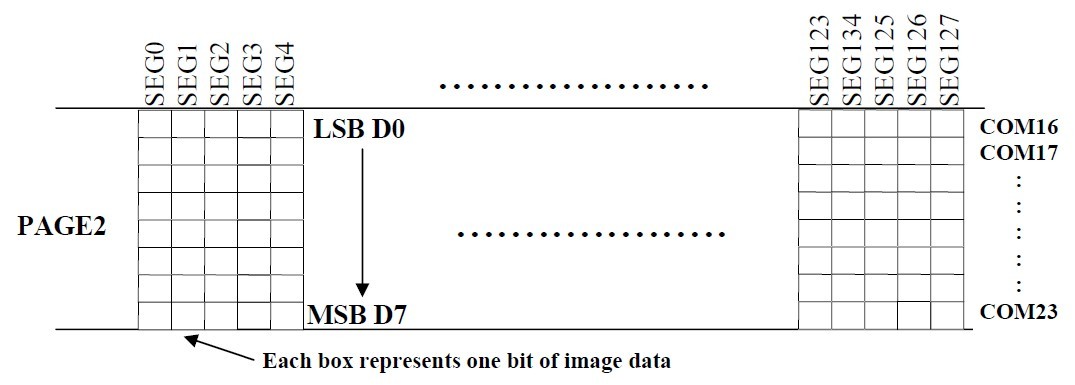 SEG0
SEG1
SEG2
SEG3
SEG4
SEG123
SEG134
SEG125
SEG126
SEG127
LSB D0
COM16
COM17
PAGE2
MSB D7
COM23
Each box represents one bit of image data